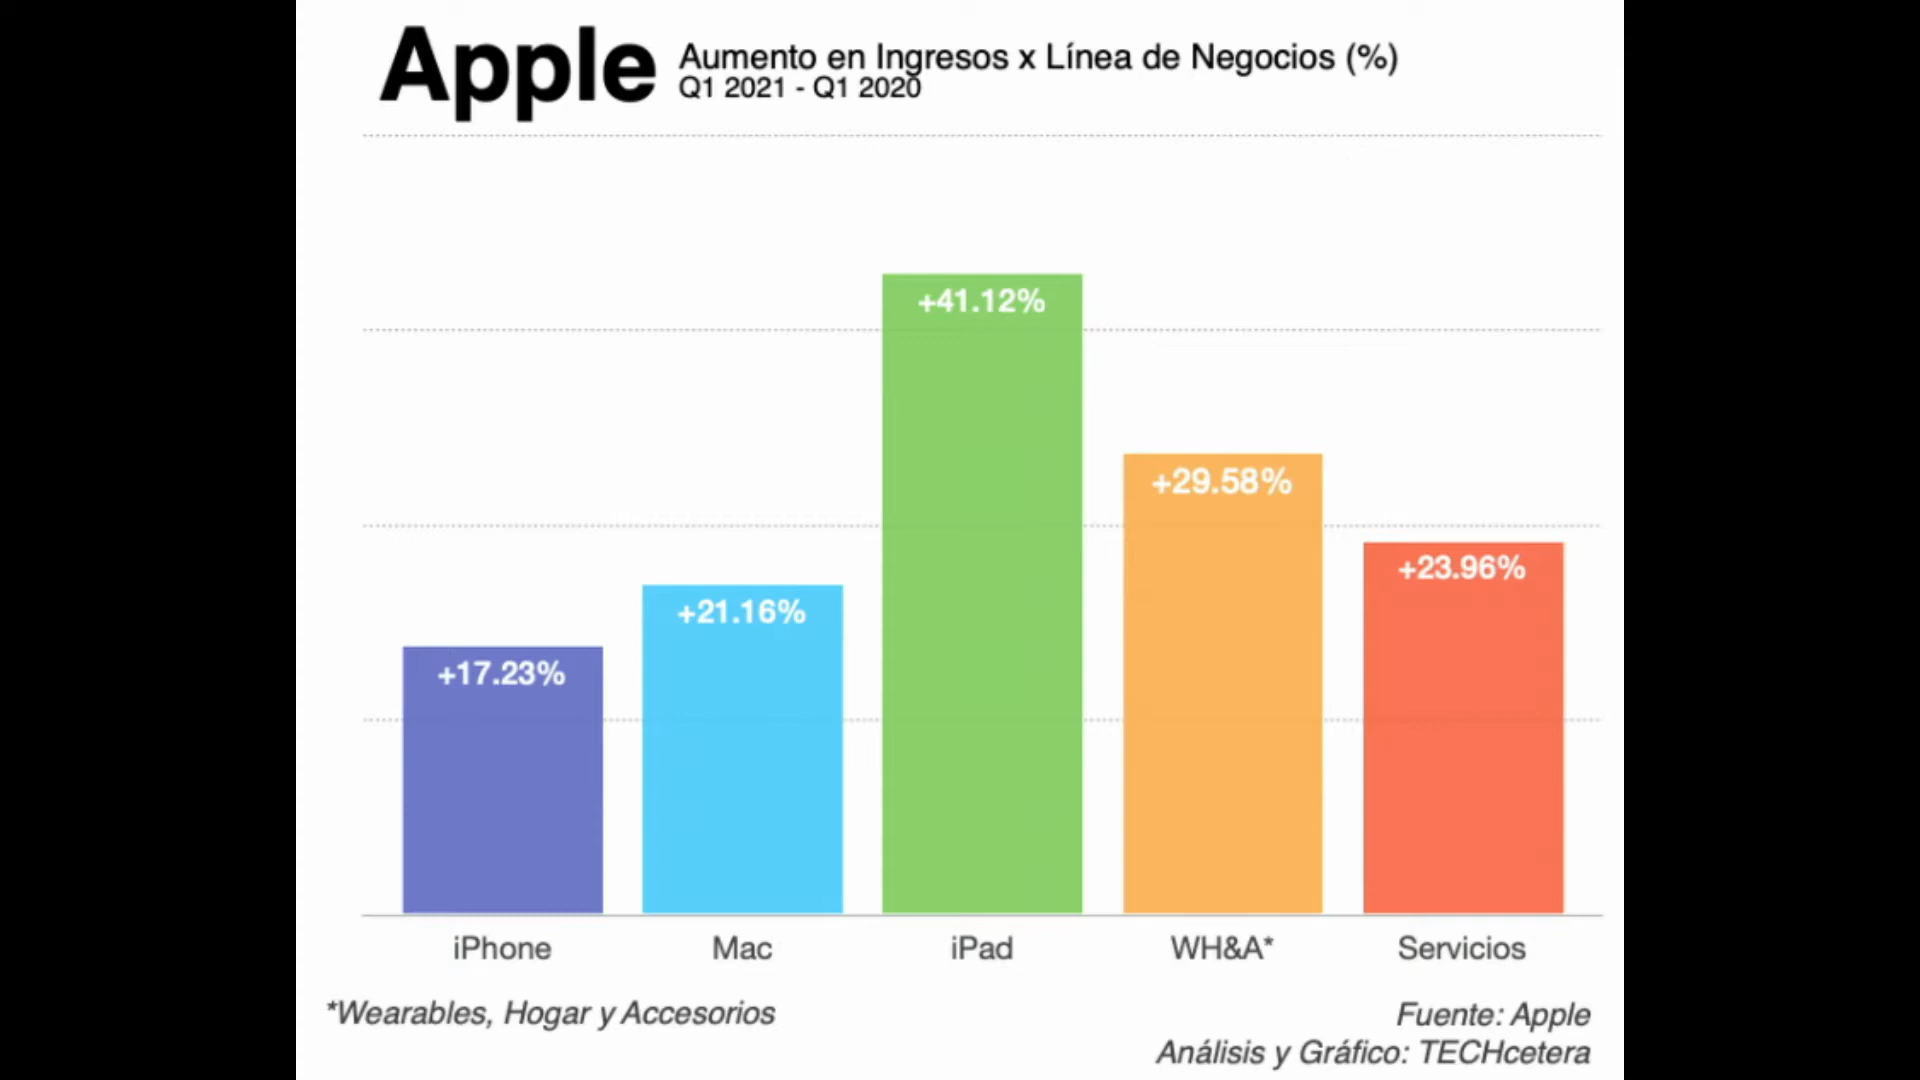 Apple
Aumento en Ingresos x Línea de Negocios (%)
Q1 2021 - Q1 2020
+17.23%
+21.16%
+41.12%
+29.58%
+23.96%
iPhone
Mac
iPad
WH&A*
Servicios
*Wearables, Hogar y Accesorios
Fuente: Apple
Análisis y Gráfico: TECHcetera